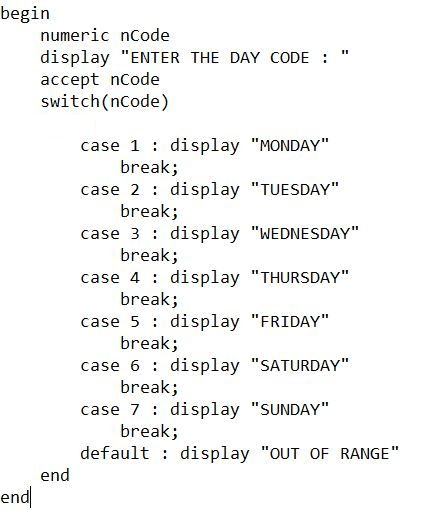 begin
numeric nCode
display "ENTER THE DAY CODE : "
accept nCode
switch(nCode)
case 1 : display "MONDAY"
break;
case 2 : display "TUESDAY"
break;
case 3 : display "WEDNESDAY"
break;
case 4 : display "THURSDAY"
break;
case 5 : display "FRIDAY"
break;
case 6 : display "SATURDAY"
break;
case 7 : display "SUNDAY"
break;
default : display "OUT OF RANGE"
end
end